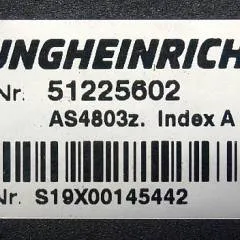 UNGHEINRICH
Nr. 51225602
AS4803z. Index A
Nr. S19X00145442